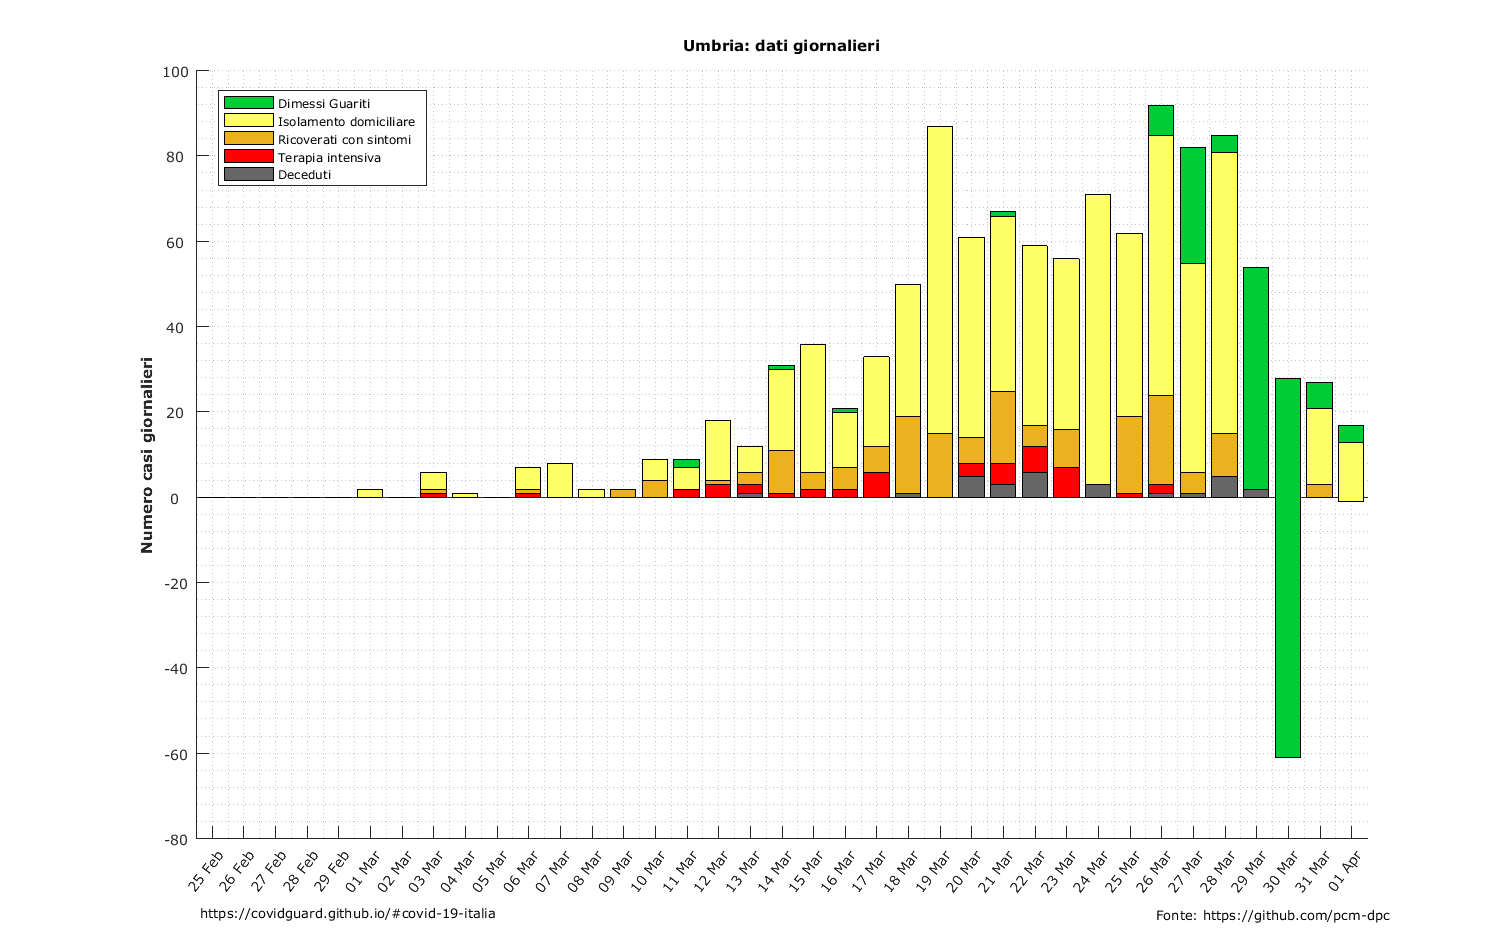 Umbria: dati giornalieri
Numero casi giornalieri
100
80
60
40
20
0
-20
-40
-60
-80
Dimessi Guariti
Isolamento domiciliare
Ricoverati con sintomi
Terapia intensiva
Deceduti
25 Feb
26 Feb
27 Feb
28 Feb
29 Feb
01 Mar
02 Mar
03 Mar
04 Mar
05 Mar
06 Mar
07 Mar
08 Mar
09 Mar
10 Mar
11 Mar
12 Mar
13 Mar
14 Mar
15 Mar
16 Mar
17 Mar
18 Mar
19 Mar
20 Mar
21 Mar
22 Mar
23 Mar
24 Mar
25 Mar
26 Mar
27 Mar
28 Mar
29 Mar
30 Mar
31 Mar
01 Apr
https://covidguard.github.io/#covid-19-italia
Fonte: https://github.com/pcm-dpc